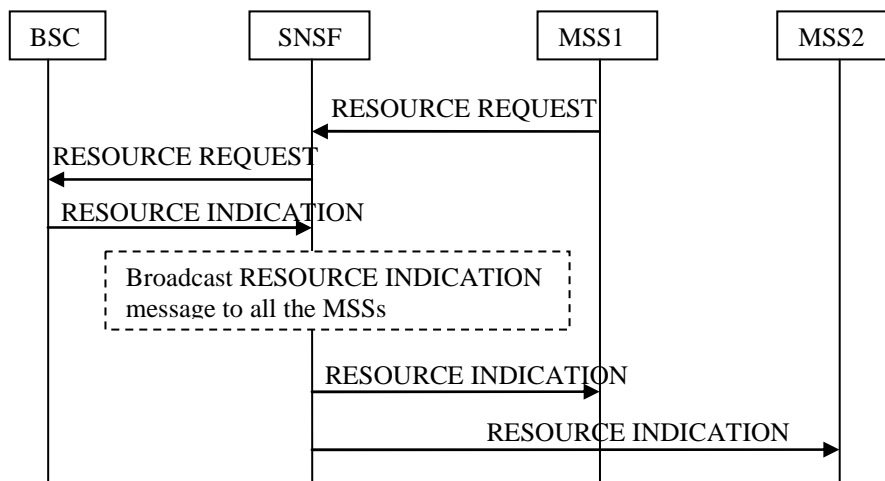 BSC
SNSF
MSS1
MSS2
RESOURCE REQUEST
RESOURCE REQUEST
RESOURCE INDICATION
Broadcast RESOURCE INDICATION
message to all the MSSs
RESOURCE INDICATION
RESOURCE INDICATION